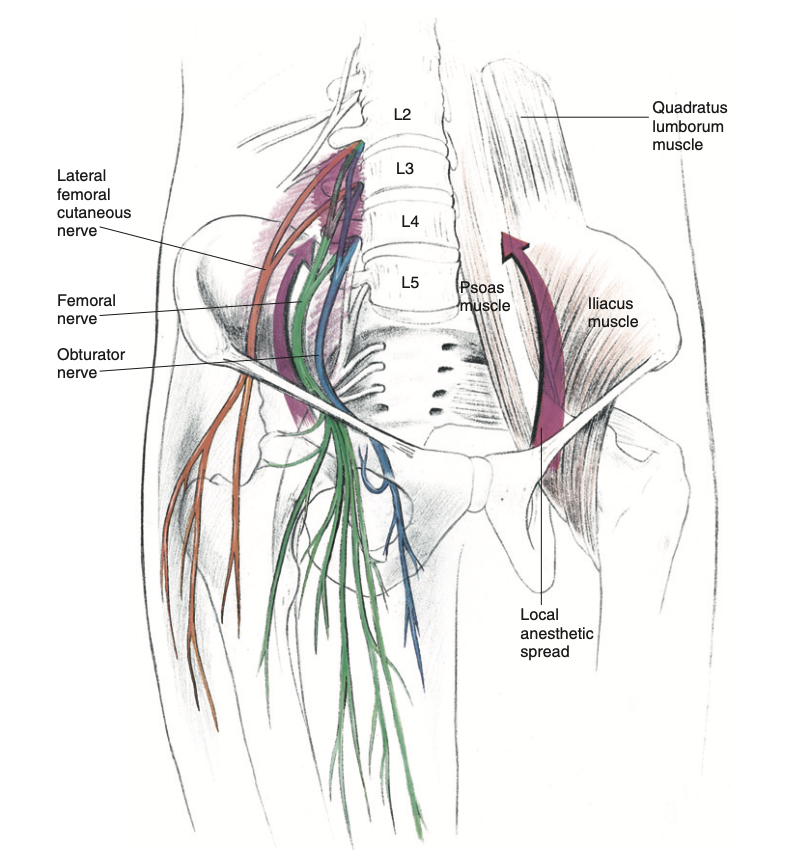 L2
Quadratus
lumborum
muscle
L3
Lateral
femoral
cutaneous
nerve
L4
L5
Psoas
muscle
Femoral
nerve
Iliacus
muscle
Obturator
nerve
Local
anesthetic
spread